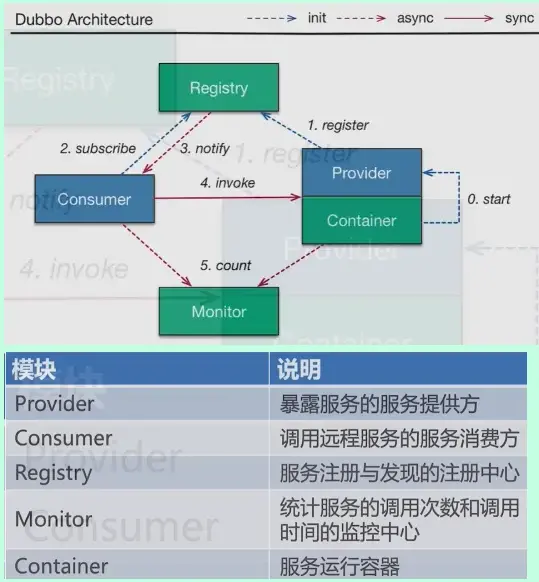 Dubbo Architecture
init
async
sync
Registry
1. register
2. subscribe
3. notify
Provider
4. invoke
Consumer
0. start
Container
5. count
Monitor
模块 说明
Provider 暴露服务的服务提供方
Consumer 调用远程服务的服务消费方
Registry 服务注册与发现的注册中心
Monitor 统计服务的调用次数和调用
时间的监控中心
Container 服务运行容器